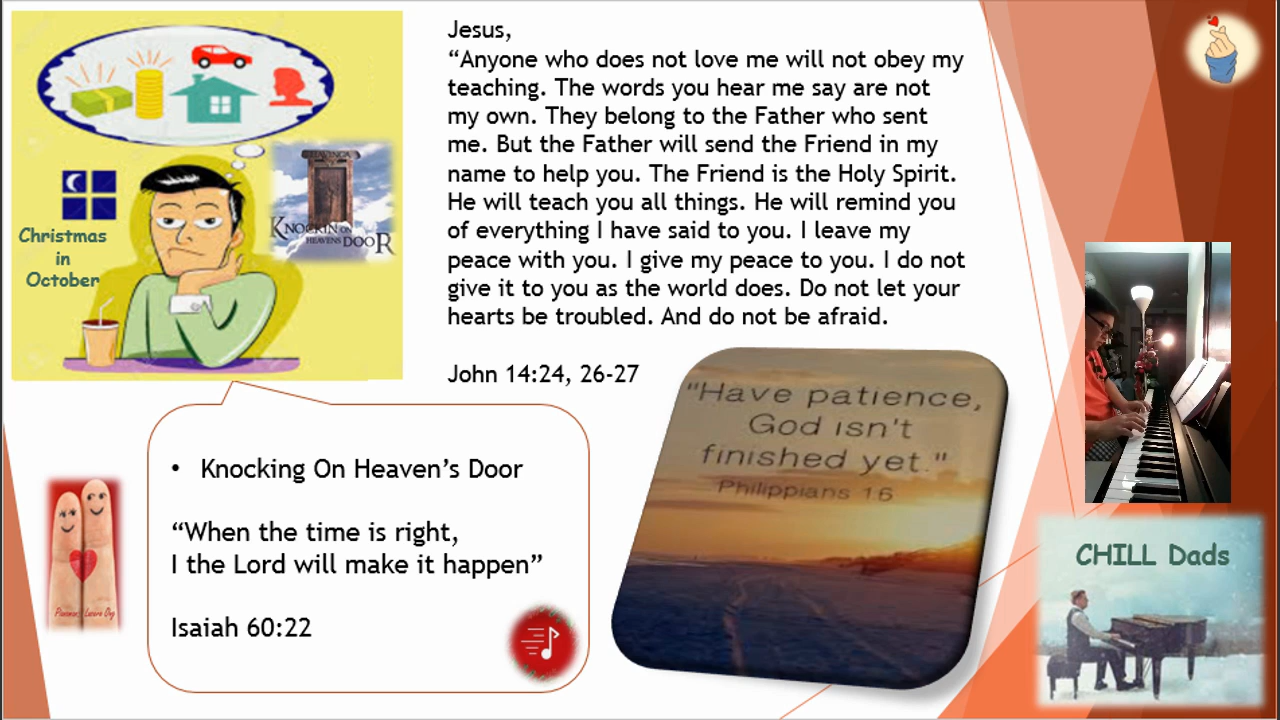 Christmas
in
October
KNOCKIN ON
HEAVENS DOOR
Jesus,
“Anyone who does not love me will not obey my
teaching. The words you hear me say are not
my own. They belong to the Father who sent
me. But the Father will send the Friend in my
name to help you. The Friend is the Holy Spirit.
He will teach you all things. He will remind you
of everything I have said to you. I leave my
peace with you. I give my peace to you. I do not
give it to you as the world does. Do not let your
hearts be troubled. And do not be afraid.
John 14:24, 26-27
• Knocking On Heaven’s Door
“When the time is right,
I the Lord will make it happen”
Isaiah 60:22
"Have patience,
God isn't
finished yet."
Philippians 1:6
CHILL Dads